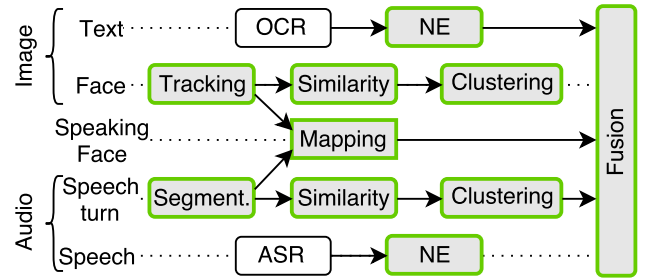 Image
Text
OCR
NE
Face
Tracking
Similarity
Clustering
Speaking
Face
Mapping
Fusion
Audio
Speech
turn
Segment.
Similarity
Clustering
Speech
ASR
NE